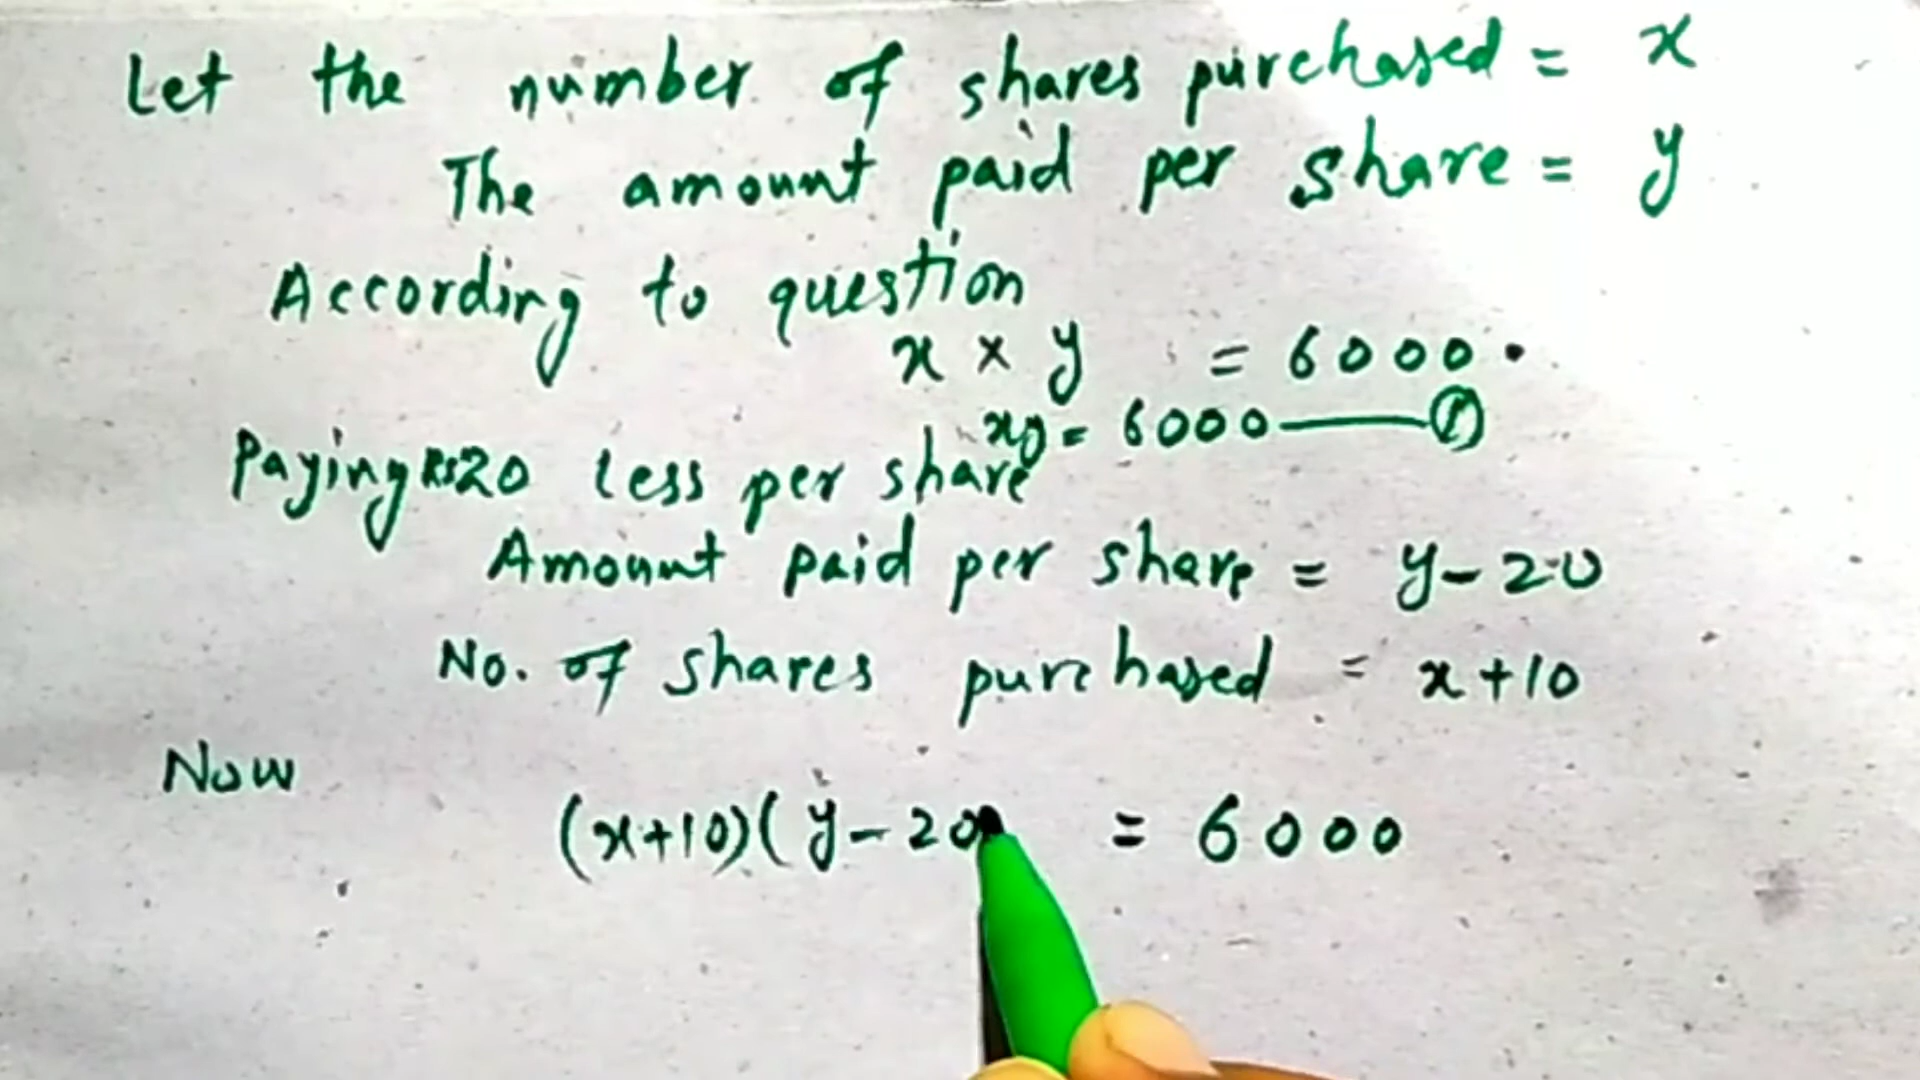 Let the number of shares purchased = x
The amount paid per share = y
According to question
x × y = 6000
xy = 6000 — ①
Paying Rs20 less per share
Amount paid per share = y - 20
No. of shares purchased = x + 10
Now
(x+10)(y-20 = 6000